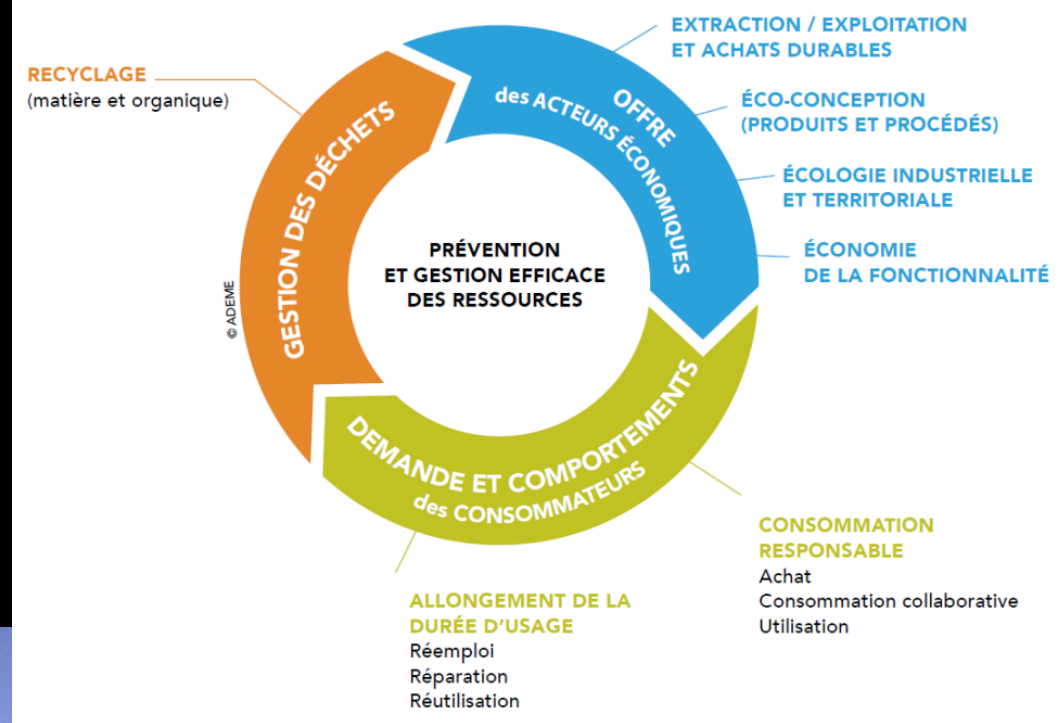 EXTRACTION / EXPLOITATION
ET ACHATS DURABLES
RECYCLAGE
(matière et organique)
OFFRE
des ACTEURS ÉCONOMIQUES
ÉCO-CONCEPTION
(PRODUITS ET PROCÉDÉS)
GESTION DES DÉCHETS
ÉCOLOGIE INDUSTRIELLE
ET TERRITORIALE
PRÉVENTION
ET GESTION EFFICACE
DES RESSOURCES
ÉCONOMIE
DE LA FONCTIONNALITÉ
© ADEME
DEMANDE ET COMPORTEMENTS
des CONSOMMATEURS
CONSOMMATION
RESPONSABLE
Achat
Consommation collaborative
Utilisation
ALLONGEMENT DE LA
DURÉE D'USAGE
Réemploi
Réparation
Réutilisation